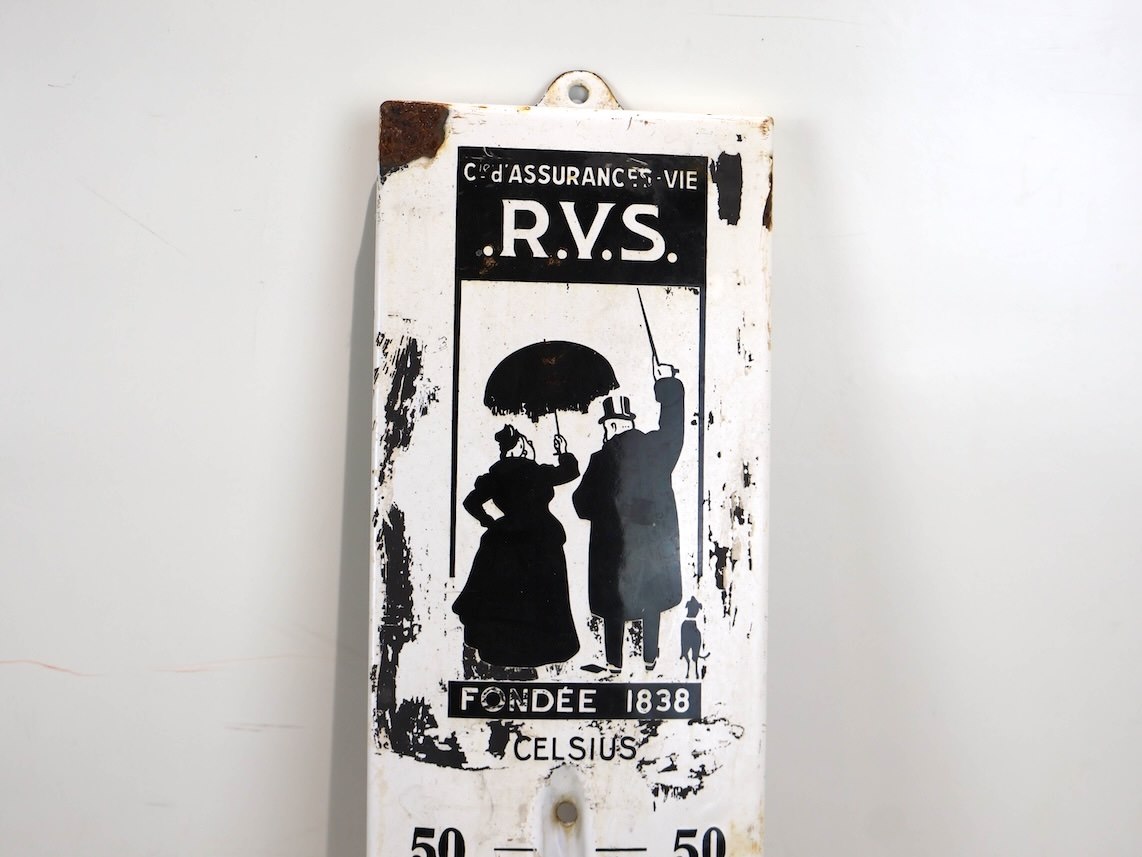 Cie d'ASSURANCES-VIE
.R.V.S.
FONDÉE 1838
CELSIUS
50 50